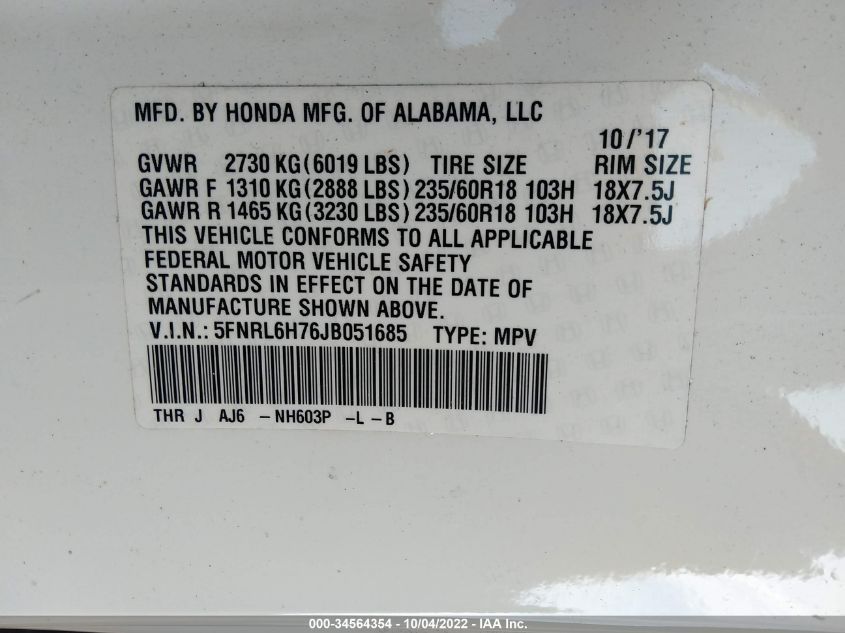 MFD. BY HONDA MFG. OF ALABAMA, LLC
10/'17
GVWR 2730 KG(6019 LBS) TIRE SIZE RIM SIZE
GAWR F 1310 KG(2888 LBS) 235/60R18 103H 18X7.5J
GAWR R 1465 KG(3230 LBS) 235/60R18 103H 18X7.5J
THIS VEHICLE CONFORMS TO ALL APPLICABLE
FEDERAL MOTOR VEHICLE SAFETY
STANDARDS IN EFFECT ON THE DATE OF
MANUFACTURE SHOWN ABOVE.
V.I.N.: 5FNRL6H76JB051685 TYPE: MPV
THR J AJ6 -NH603P -L -B
000-34564354 - 10/04/2022 - IAA Inc.